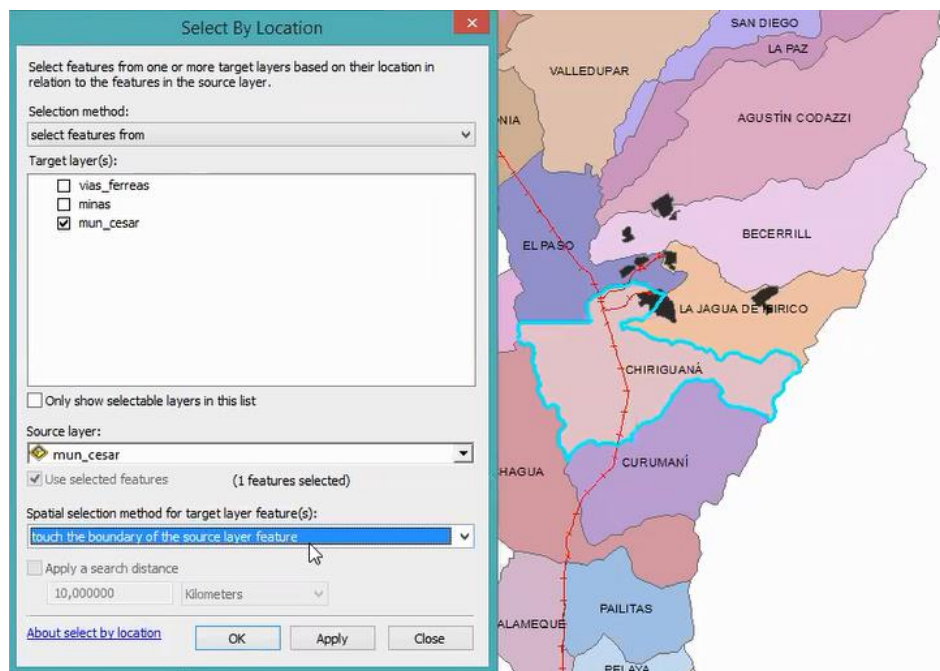 Select By Location
Select features from one or more target layers based on their location in
relation to the features in the source layer.
Selection method:
select features from
Target layer(s):
vias_ferreas
minas
mun_cesar
Only show selectable layers in this list
Source layer:
mun_cesar
Use selected features (1 features selected)
Spatial selection method for target layer feature(s):
touch the boundary of the source layer feature
Apply a search distance
10,000000 Kilometers
About select by location OK Apply Close
SAN DIEGO
LA PAZ
VALLEDUPAR
AGUSTÍN CODAZZI
NIA
BECERRILL
EL PASO
LA JAGUA DE IBIRICO
CHIRIGUANÁ
CURUMANÍ
HAGUA
PAILITAS
ALAMEQUE
PELAYA